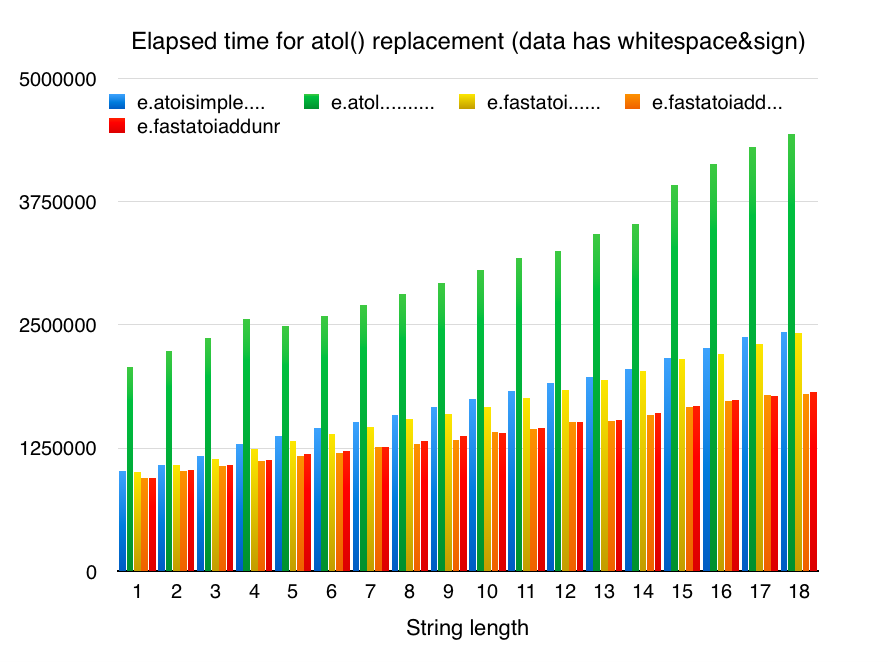 Elapsed time for atol() replacement (data has whitespace&sign)
5000000
e.atoisimple.... e.atol.......... e.fastatoi...... e.fastatoiadd...
e.fastatoiaddunr
3750000
2500000
1250000
0
1 2 3 4 5 6 7 8 9 10 11 12 13 14 15 16 17 18
String length